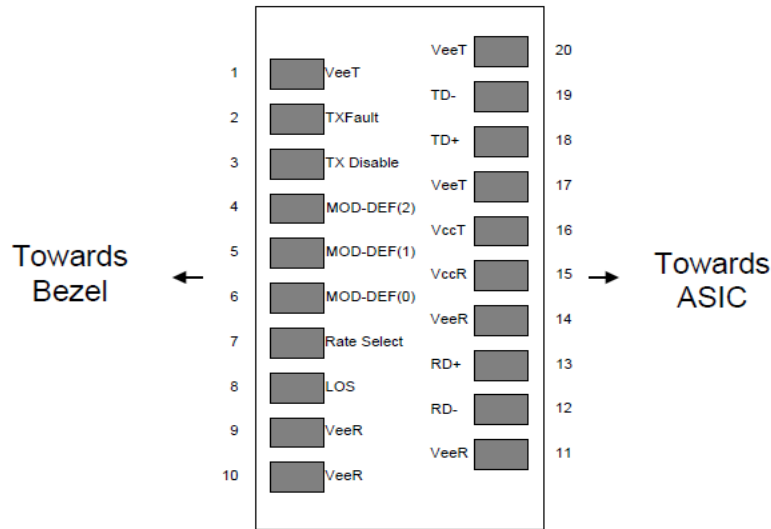 Towards
Bezel
1 VeeT
2 TXFault
3 TX Disable
4 MOD-DEF(2)
5 MOD-DEF(1)
6 MOD-DEF(0)
7 Rate Select
8 LOS
9 VeeR
10 VeeR
VeeT 20
TD- 19
TD+ 18
VeeT 17
VccT 16
VccR 15
VeeR 14
RD+ 13
RD- 12
VeeR 11
Towards
ASIC